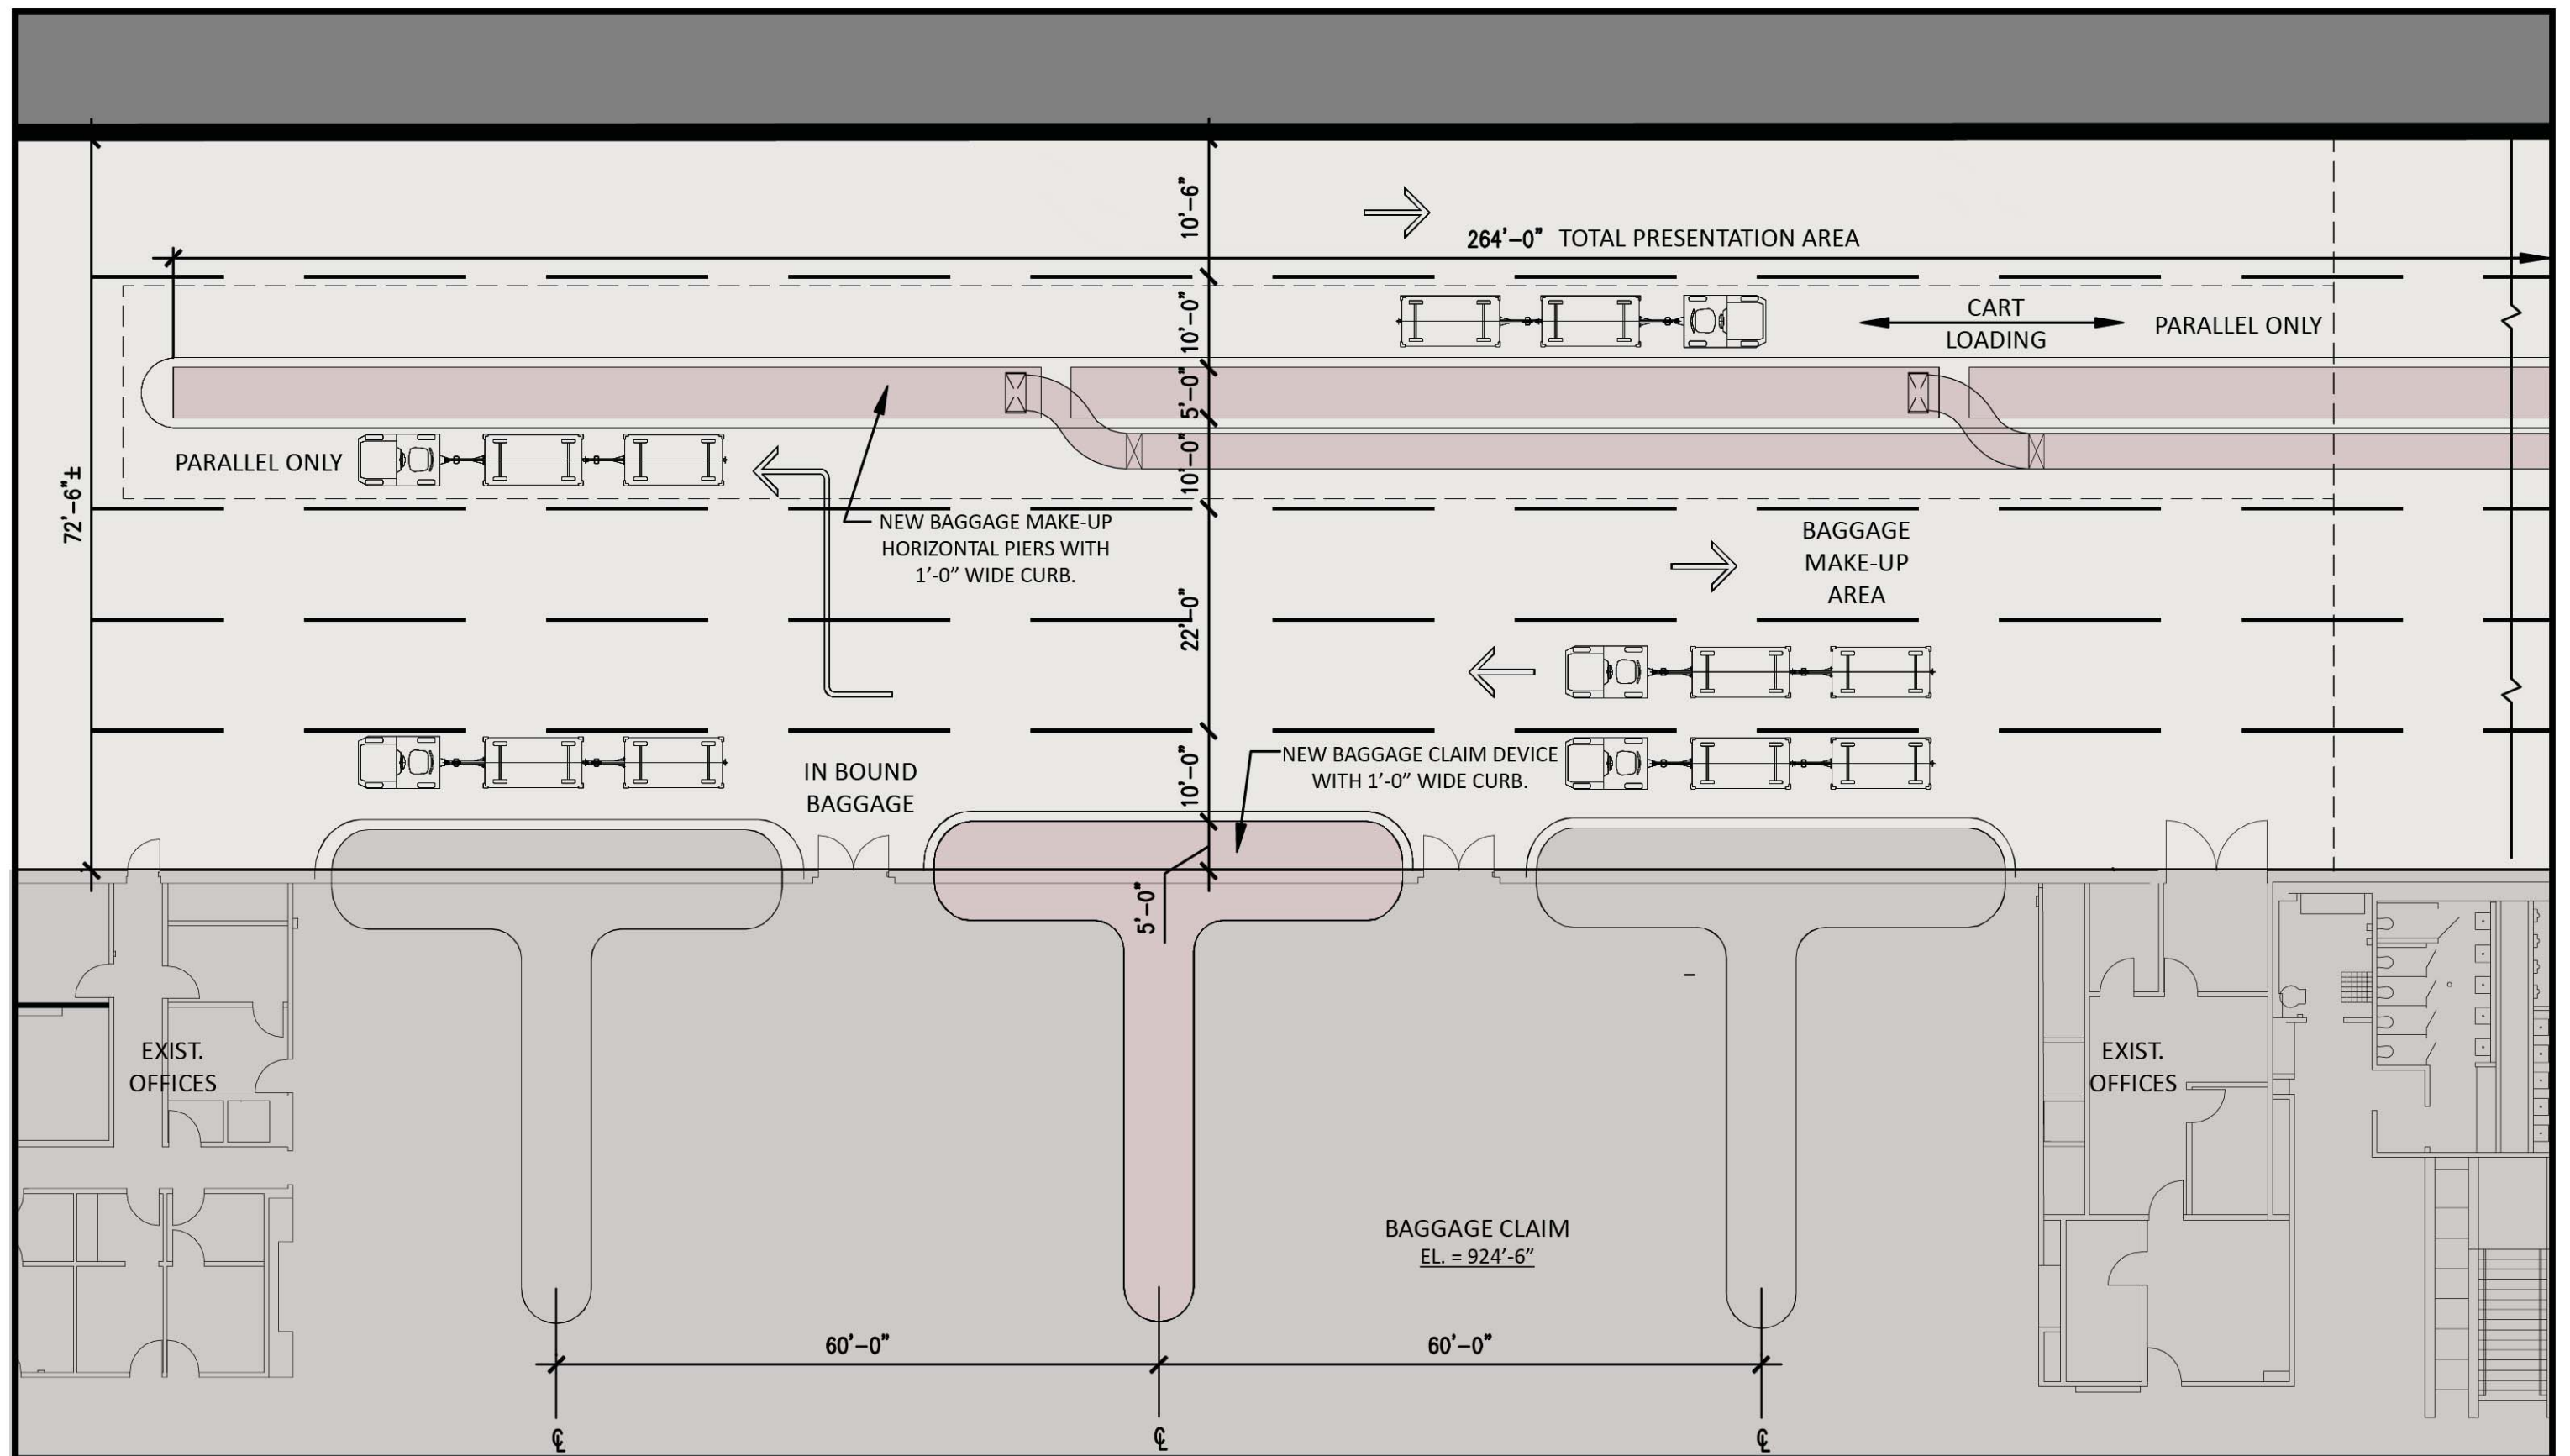 10'-6"
264'-0" TOTAL PRESENTATION AREA
10'-0"
CART
LOADING
PARALLEL ONLY
5'-0"
PARALLEL ONLY
10'-0"
72'-6"±
NEW BAGGAGE MAKE-UP
HORIZONTAL PIERS WITH
1'-0" WIDE CURB.
BAGGAGE
MAKE-UP
AREA
22'-0"
10'-0"
NEW BAGGAGE CLAIM DEVICE
WITH 1'-0" WIDE CURB.
IN BOUND
BAGGAGE
5'-0"
EXIST.
OFFICES
EXIST.
OFFICES
BAGGAGE CLAIM
EL. = 924'-6"
60'-0"
60'-0"
℄
℄
℄